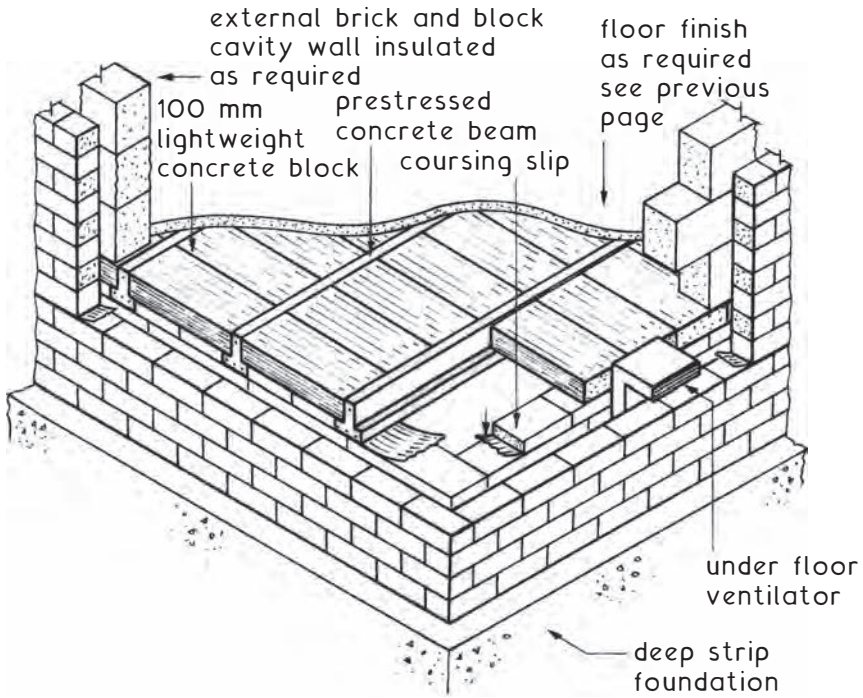 external brick and block
cavity wall insulated
as required
floor finish
as required
see previous
page
100 mm
lightweight
concrete block
prestressed
concrete beam
coursing slip
under floor
ventilator
deep strip
foundation